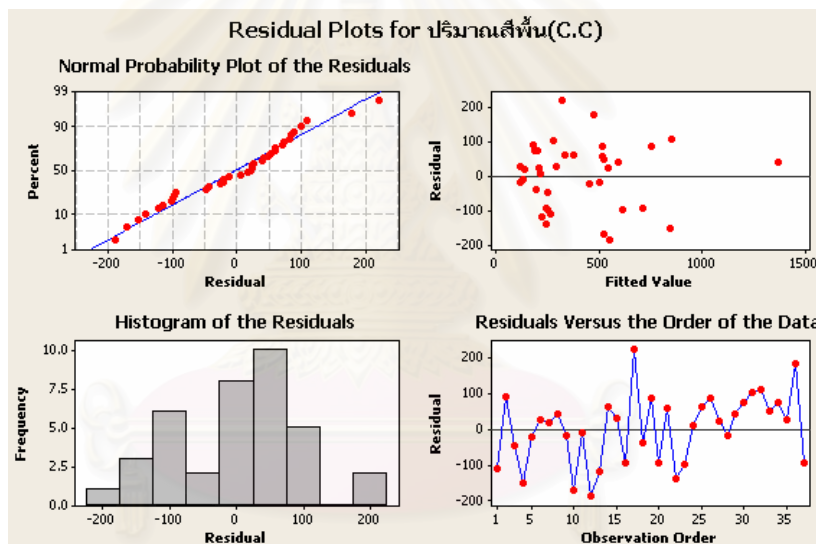 Residual Plots for ปริมาณสีพื้น(C.C)
Normal Probability Plot of the Residuals
99
90
50
10
1
Percent
-200 -100 0 100 200
Residual
200
100
0
-100
-200
Residual
0 500 1000 1500
Fitted Value
Histogram of the Residuals
10.0
7.5
5.0
2.5
0.0
Frequency
-200 -100 0 100 200
Residual
Residuals Versus the Order of the Data
200
100
0
-100
-200
Residual
1 5 10 15 20 25 30 35
Observation Order